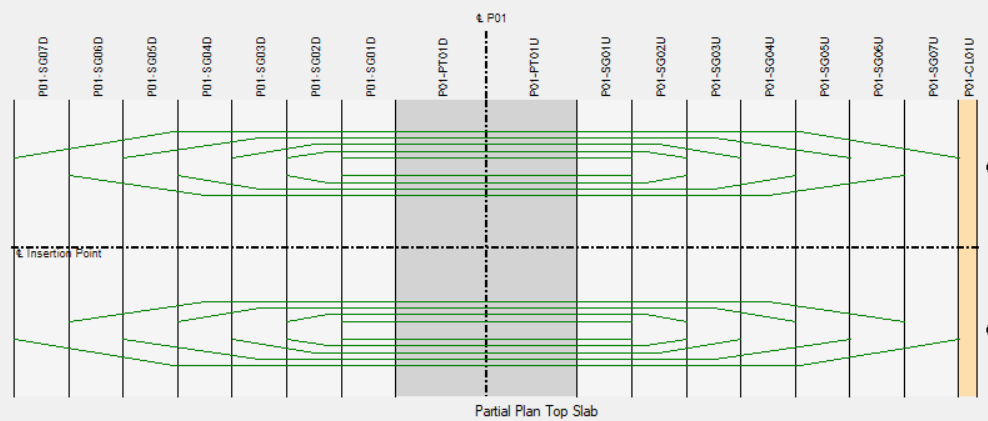 ℄ P01
P01-SG07D
P01-SG06D
P01-SG05D
P01-SG04D
P01-SG03D
P01-SG02D
P01-SG01D
P01-PT01D
P01-PT01U
P01-SG01U
P01-SG02U
P01-SG03U
P01-SG04U
P01-SG05U
P01-SG06U
P01-SG07U
P01-CL01U
℄ Insertion Point
Partial Plan Top Slab